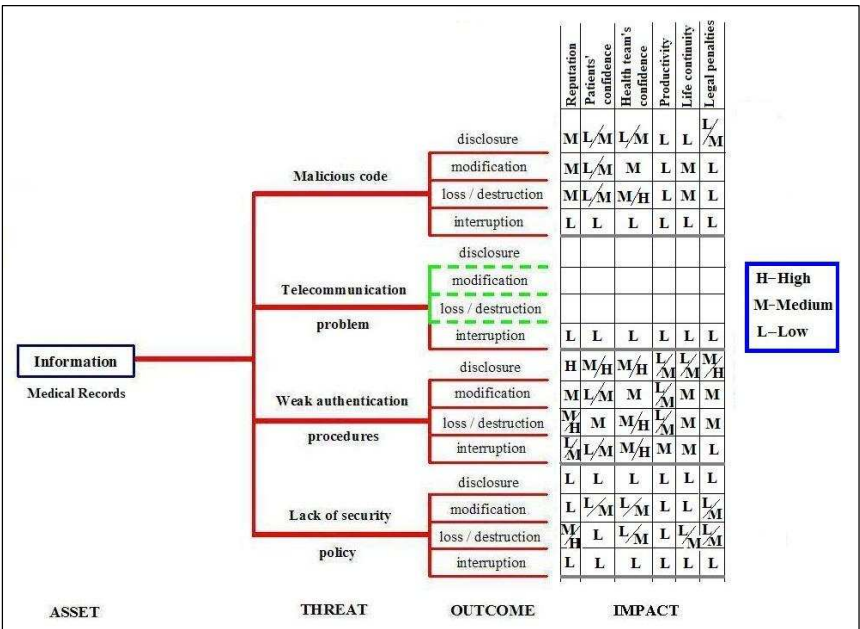 Reputation
Patients' confidence
Health team's confidence
Productivity
Life continuity
Legal penalties
disclosure M L/M L/M L L L/M
Malicious code
modification M L/M M L M L
loss / destruction M L/M M/H L M L
interruption L L L L L L
disclosure
Telecommunication problem
modification
loss / destruction
interruption L L L L L L
H–High
M–Medium
L–Low
Information
Medical Records
disclosure H M/H M/H L/M L/M M/H
Weak authentication procedures
modification M L/M M L/M M M
loss / destruction M/H M M/H L/M M M
interruption L/M L/M M/H M M L
disclosure L L L L L L
Lack of security policy
modification L L/M L/M L L L/M
loss / destruction M/H L L/M L L/M L/M
interruption L L L L L L
ASSET THREAT OUTCOME IMPACT